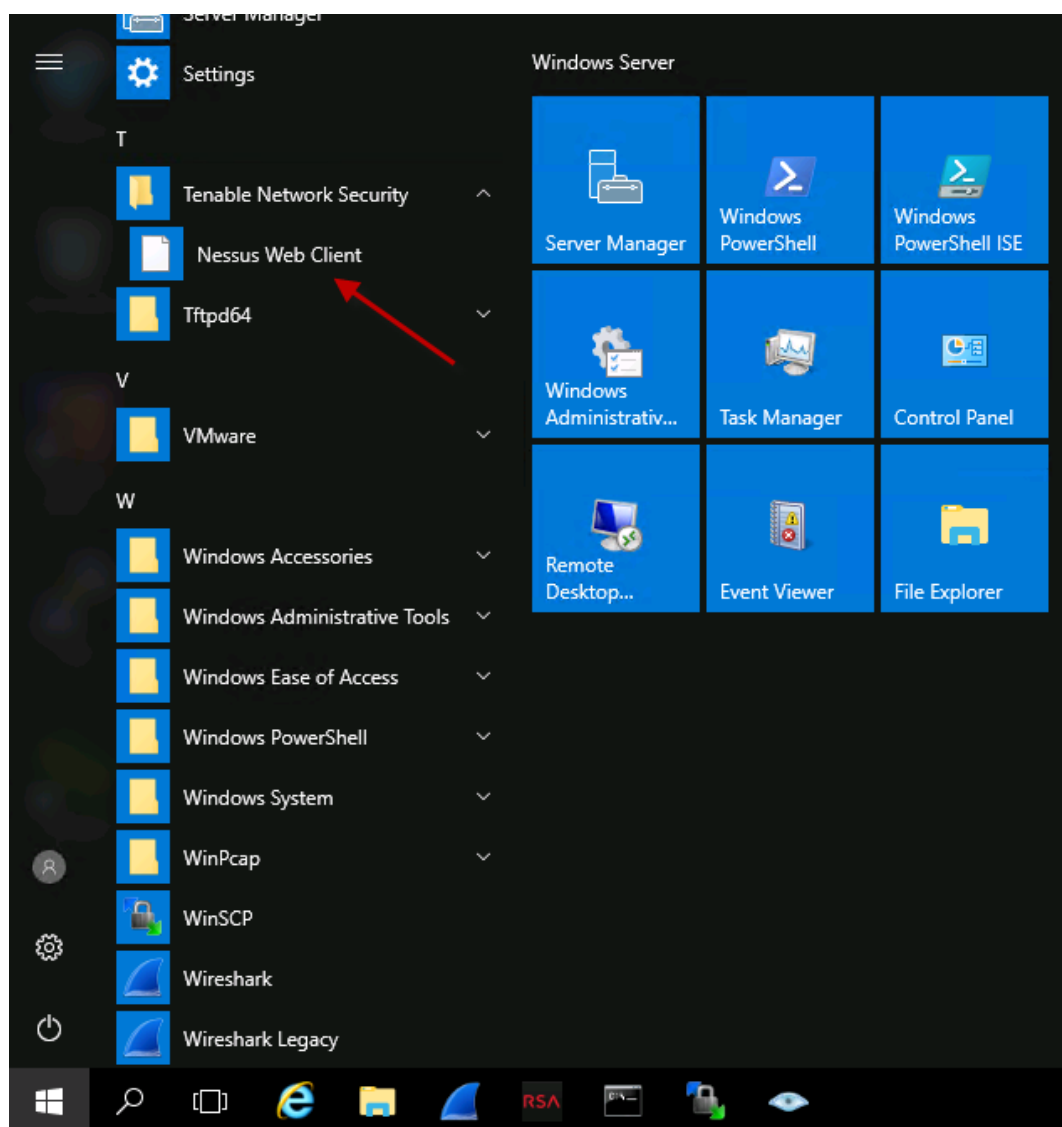 Server Manager
Settings
T
Tenable Network Security
Nessus Web Client
Tftpd64
V
VMware
W
Windows Accessories
Windows Administrative Tools
Windows Ease of Access
Windows PowerShell
Windows System
WinPcap
WinSCP
Wireshark
Wireshark Legacy
Windows Server
Server Manager
Windows
PowerShell
Windows
PowerShell ISE
Windows
Administrativ...
Task Manager
Control Panel
Remote
Desktop...
Event Viewer
File Explorer
RSA